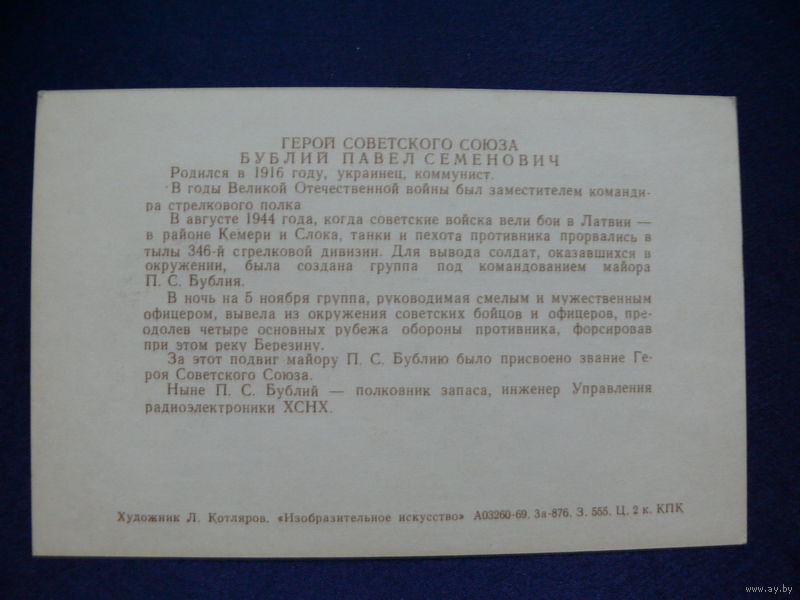 ГЕРОЙ СОВЕТСКОГО СОЮЗА
БУБЛИЙ ПАВЕЛ СЕМЕНОВИЧ
Родился в 1916 году, украинец, коммунист.
В годы Великой Отечественной войны был заместителем команди-
ра стрелкового полка
В августе 1944 года, когда советские войска вели бои в Латвии —
в районе Кемери и Слока, танки и пехота противника прорвались в
тылы 346-й стрелковой дивизии. Для вывода солдат, оказавшихся в
окружении, была создана группа под командованием майора
П. С. Бублия.
В ночь на 5 ноября группа, руководимая смелым и мужественным
офицером, вывела из окружения советских бойцов и офицеров, пре-
одолев четыре основных рубежа обороны противника, форсировав
при этом реку Березину.
За этот подвиг майору П. С. Бублию было присвоено звание Ге-
роя Советского Союза.
Ныне П. С. Бублий — полковник запаса, инженер Управления
радиоэлектроники ХСНХ.
Художник Л. Котляров. «Изобразительное искусство» А03260-69. За-876. З. 555. Ц. 2 к. КПК
www.ay.by